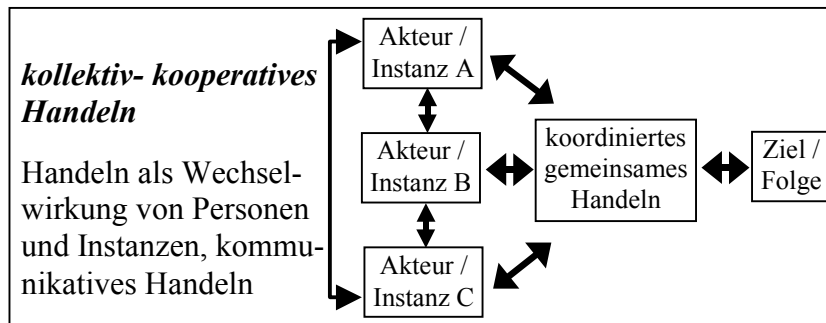 kollektiv- kooperatives
Handeln
Handeln als Wechsel-
wirkung von Personen
und Instanzen, kommu-
nikatives Handeln
Akteur /
Instanz A
Akteur /
Instanz B
Akteur /
Instanz C
koordiniertes
gemeinsames
Handeln
Ziel /
Folge